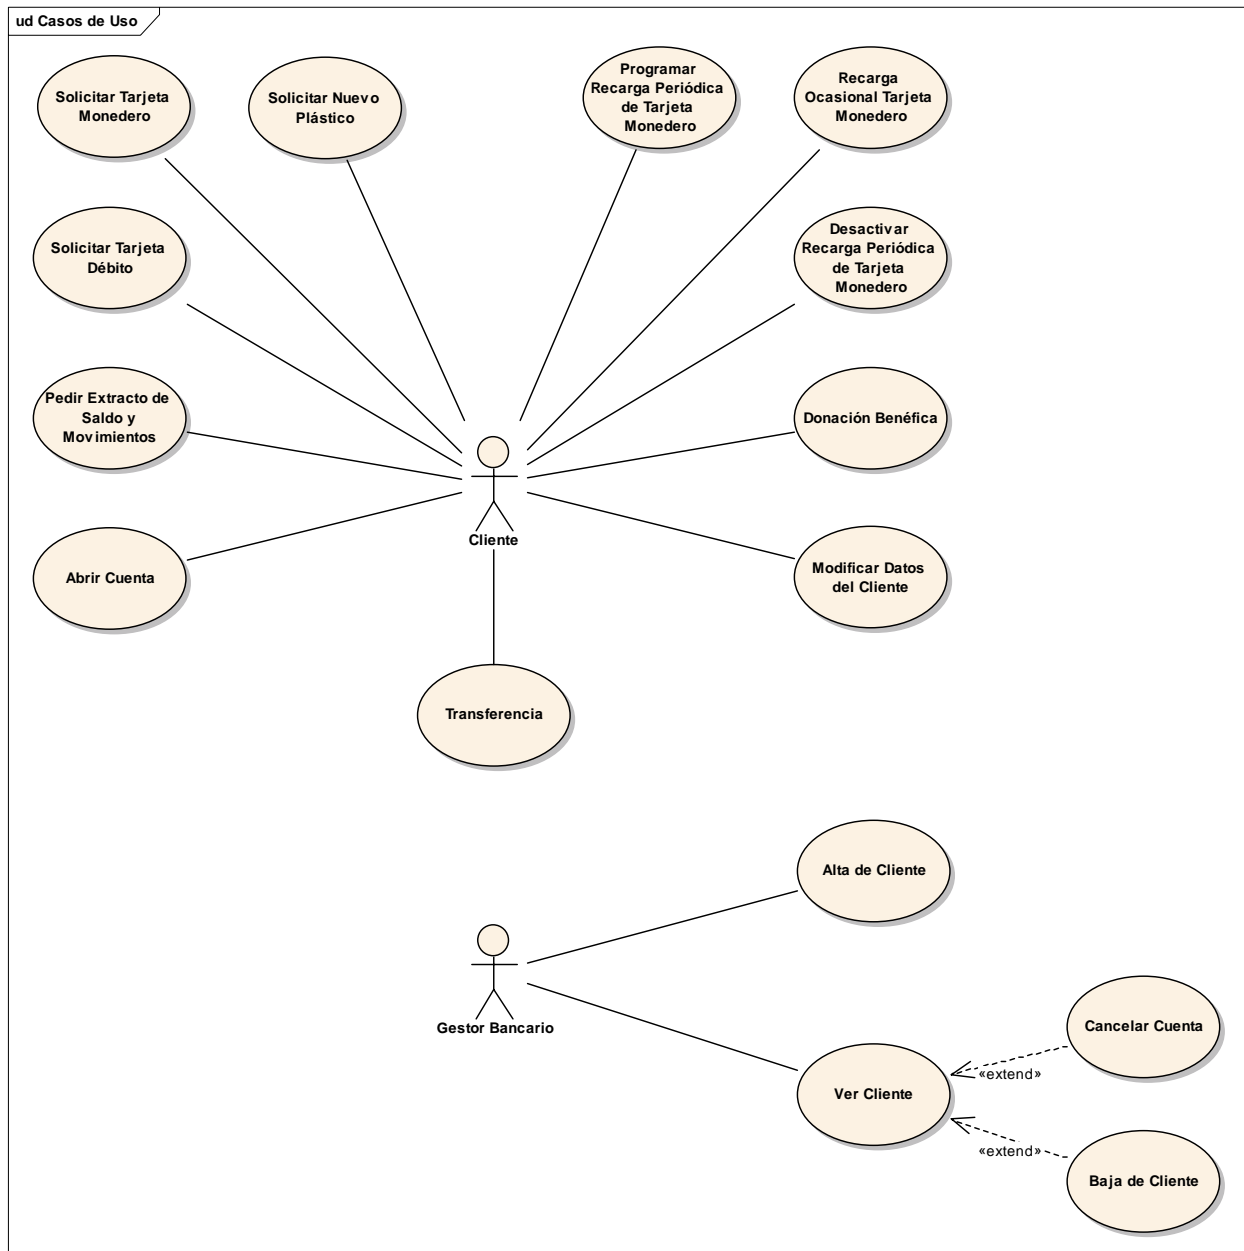 ud Casos de Uso
Solicitar Tarjeta
Monedero
Solicitar Nuevo
Plástico
Programar
Recarga Periódica
de Tarjeta
Monedero
Recarga
Ocasional Tarjeta
Monedero
Solicitar Tarjeta
Débito
Desactivar
Recarga Periódica
de Tarjeta
Monedero
Pedir Extracto de
Saldo y
Movimientos
Donación Benéfica
Cliente
Abrir Cuenta
Modificar Datos
del Cliente
Transferencia
Alta de Cliente
Gestor Bancario
Cancelar Cuenta
«extend»
Ver Cliente
«extend»
Baja de Cliente